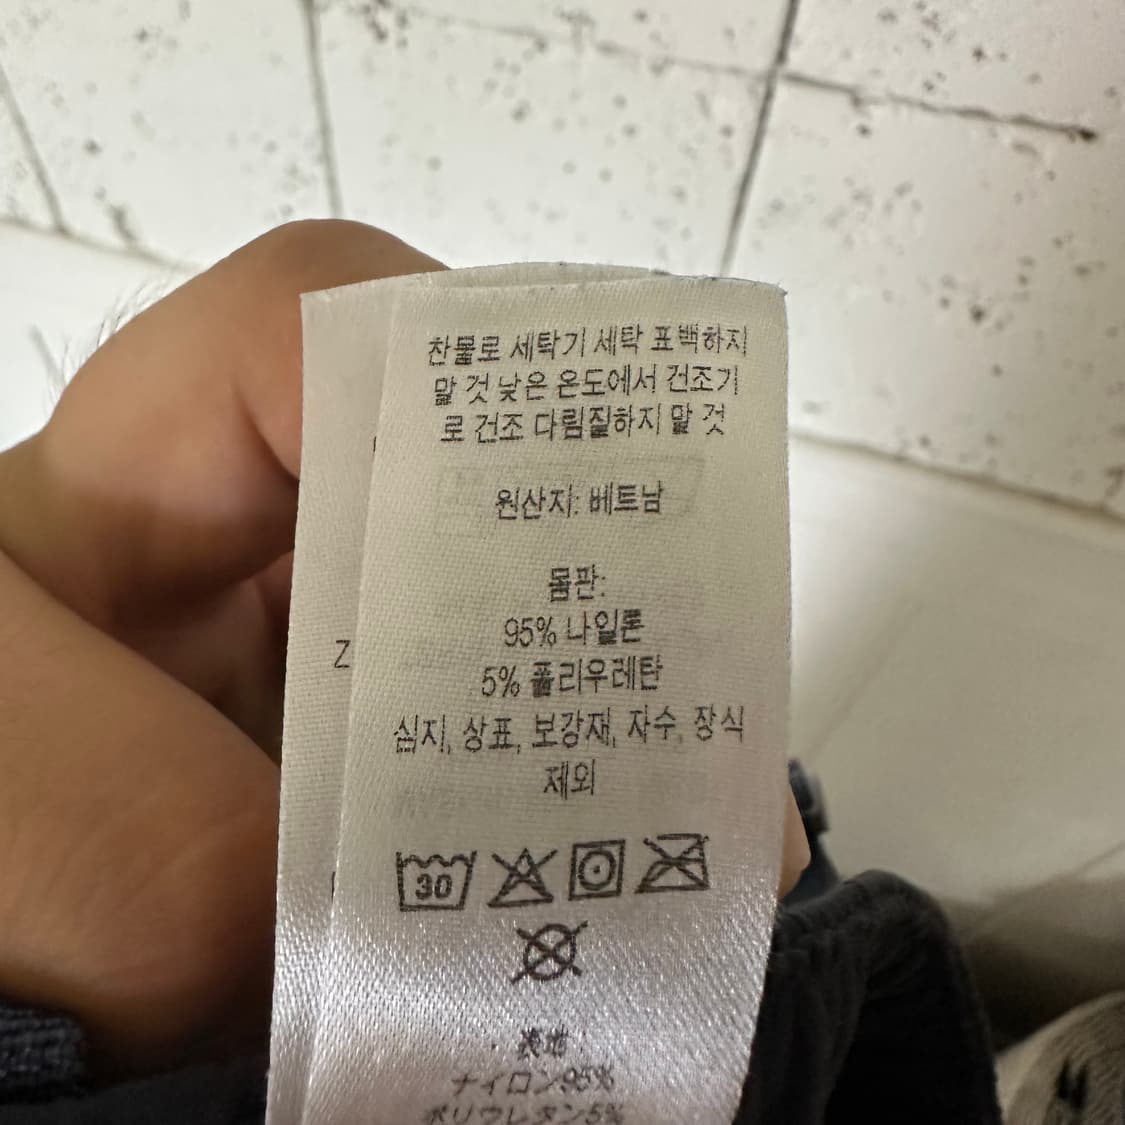 찬물로 세탁기 세탁 표백하지
말 것 낮은 온도에서 건조기
로 건조 다림질하지 말 것
원산지: 베트남
몸판:
95% 나일론
5% 폴리우레탄
심지, 상표, 보강재, 자수, 장식
제외
Z
30
表地:
ナイロン95%
ポリウレタン5%